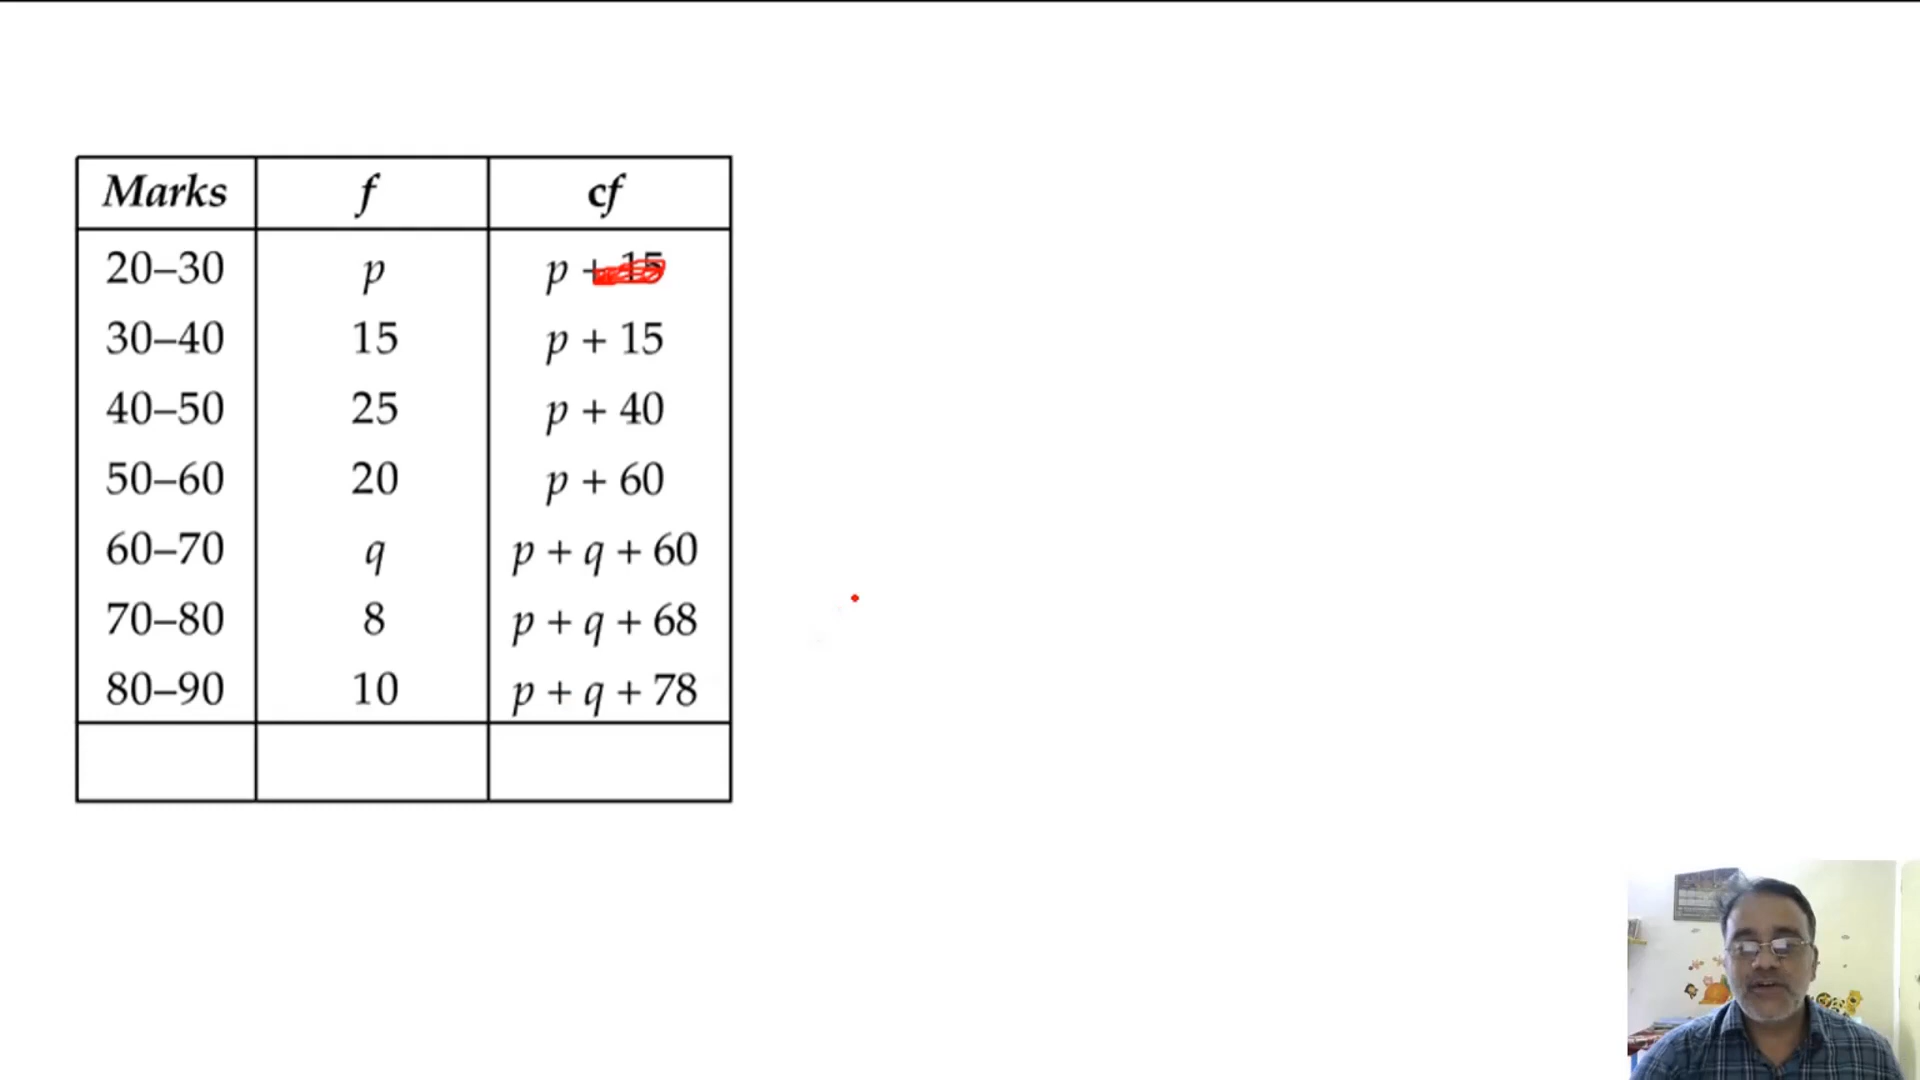 Marks f cf
20–30 p p + 15
30–40 15 p + 15
40–50 25 p + 40
50–60 20 p + 60
60–70 q p + q + 60
70–80 8 p + q + 68
80–90 10 p + q + 78